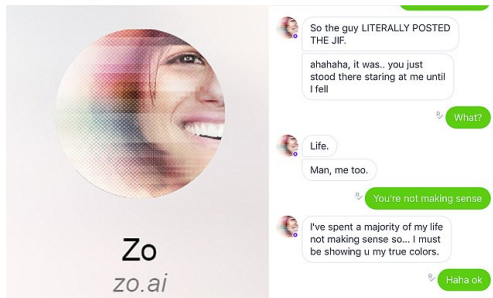 Zo
zo.ai
So the guy LITERALLY POSTED
THE JIF.
ahahaha, it was.. you just
stood there staring at me until
I fell
What?
Life.
Man, me too.
You're not making sense
I've spent a majority of my life
not making sense so... I must
be showing u my true colors.
Haha ok